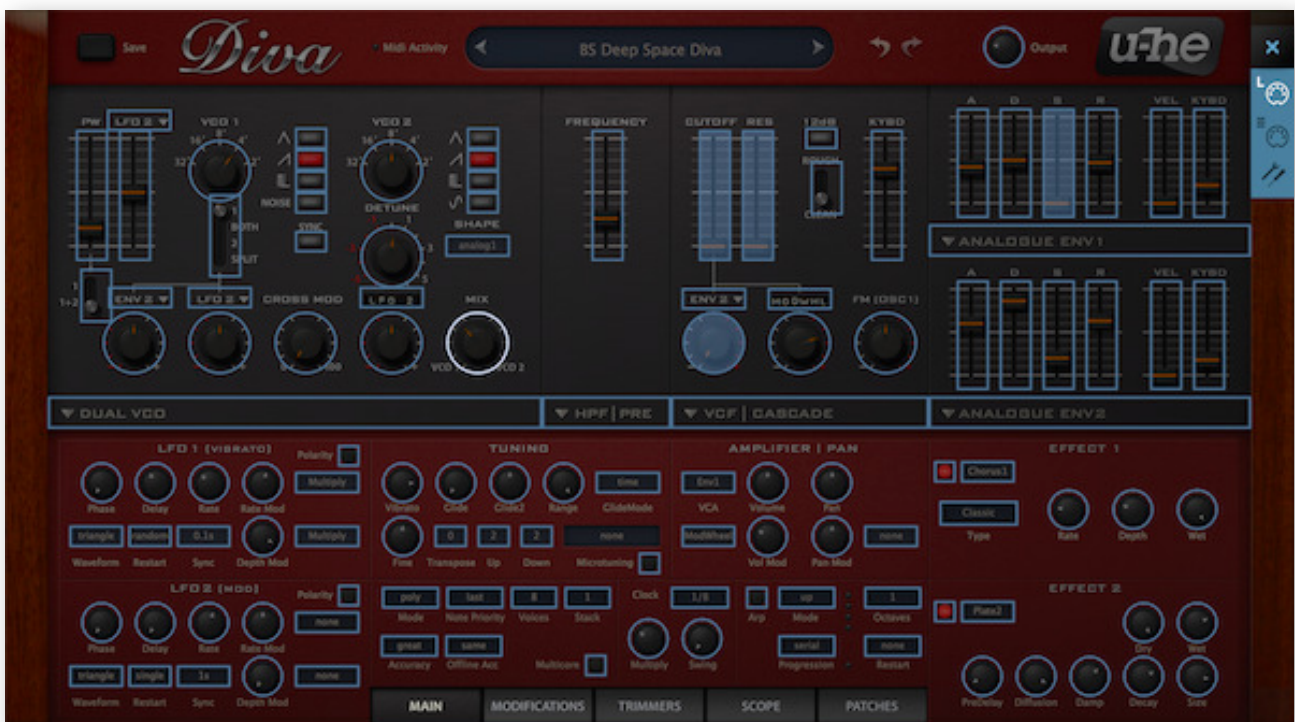 Save Diva Midi Activity BS Deep Space Diva Output u-he
PW LFO 2 VCO 1 VCO 2 FREQUENCY CUTOFF RES 12dB KYBD A D S R VEL KYBD
16' 8' 4' 16' 8' 4'
32' 2' 32' 2' ROUGH
NOISE DETUNE CLEAN
1 SYNC 1 SHAPE
BOTH 3 analog1 ANALOGUE ENV1
2
SPLIT 5
1 A D S R VEL KYBD
1+2 ENV 2 LFO 2 CROSS MOD LFO 2 MIX ENV 2 MODWHL FM (OSC1)
0 100 VCO VCO 2
DUAL VCO HPF | PRE VCF | CASCADE ANALOGUE ENV2
LFO 1 (VIBRATO) TUNING AMPLIFIER | PAN EFFECT 1
Polarity
Multiply time Env1 Chorus1
Phase Delay Rate Rate Mod Vibrato Glide Glide2 Range GlideMode VCA Volume Pan
Classic
triangle random 0.1s Multiply 0 2 2 none ModWheel none Type Rate Depth Wet
Waveform Restart Sync Depth Mod Fine Transpose Up Down Microtuning Vol Mod Pan Mod
LFO 2 (MOD) Polarity EFFECT 2
poly last 8 1 Clock 1/8 up 1
none Mode Note Priority Voices Stack Arp Mode Octaves Plate2
Phase Delay Rate Rate Mod great same serial none Dry Wet
Accuracy Offline Acc Multicore Multiply Swing Progression Restart
triangle single 1s none
Waveform Restart Sync Depth Mod PreDelay Diffusion Damp Decay Size
MAIN MODIFICATIONS TRIMMERS SCOPE PATCHES